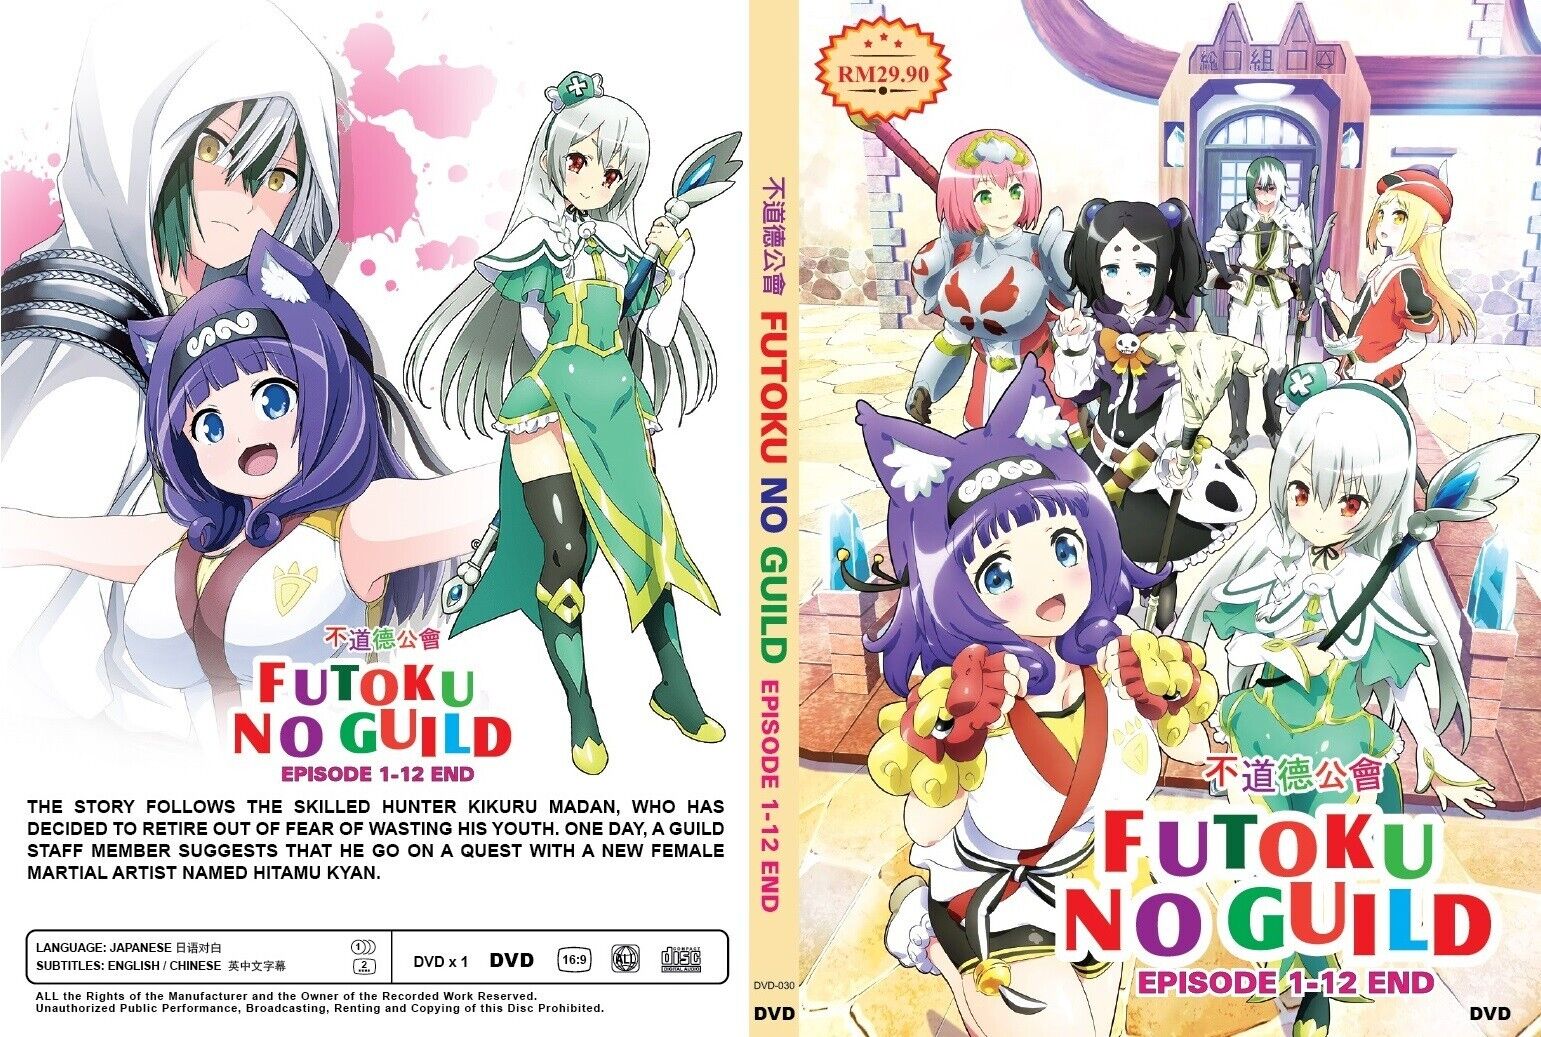 不道德公會
FUTOKU
NO GUILD
EPISODE 1-12 END
THE STORY FOLLOWS THE SKILLED HUNTER KIKURU MADAN, WHO HAS
DECIDED TO RETIRE OUT OF FEAR OF WASTING HIS YOUTH. ONE DAY, A GUILD
STAFF MEMBER SUGGESTS THAT HE GO ON A QUEST WITH A NEW FEMALE
MARTIAL ARTIST NAMED HITAMU KYAN.
LANGUAGE: JAPANESE 日语对白
SUBTITLES: ENGLISH / CHINESE 英中文字幕
1
2
DVD x 1
DVD
16:9
ALL
COMPACT
disc
DIGITAL AUDIO
ALL the Rights of the Manufacturer and the Owner of the Recorded Work Reserved.
Unauthorized Public Performance, Broadcasting, Renting and Copying of this Disc Prohibited.
不道德公會 FUTOKU NO GUILD EPISODE 1-12 END
DVD-030
DVD
RM29.90
不道德公會
FUTOKU
NO GUILD
EPISODE 1-12 END
DVD